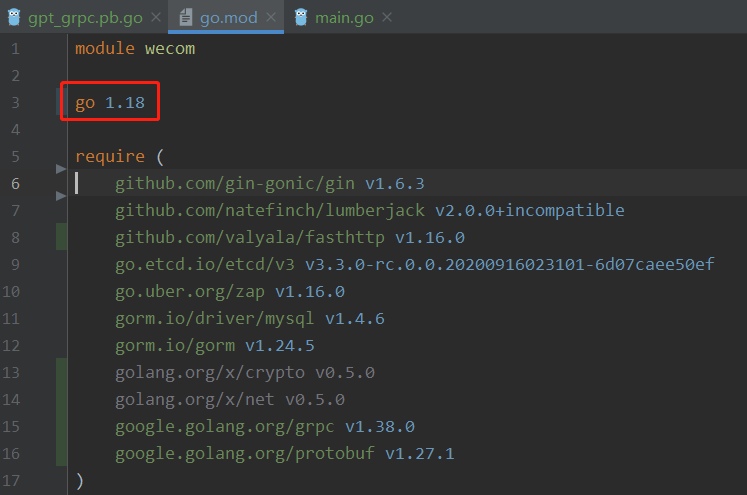 gpt_grpc.pb.go × go.mod × main.go ×
1 module wecom
2
3 go 1.18
4
5 require (
6 github.com/gin-gonic/gin v1.6.3
7 github.com/natefinch/lumberjack v2.0.0+incompatible
8 github.com/valyala/fasthttp v1.16.0
9 go.etcd.io/etcd/v3 v3.3.0-rc.0.0.20200916023101-6d07caee50ef
10 go.uber.org/zap v1.16.0
11 gorm.io/driver/mysql v1.4.6
12 gorm.io/gorm v1.24.5
13 golang.org/x/crypto v0.5.0
14 golang.org/x/net v0.5.0
15 google.golang.org/grpc v1.38.0
16 google.golang.org/protobuf v1.27.1
17 )